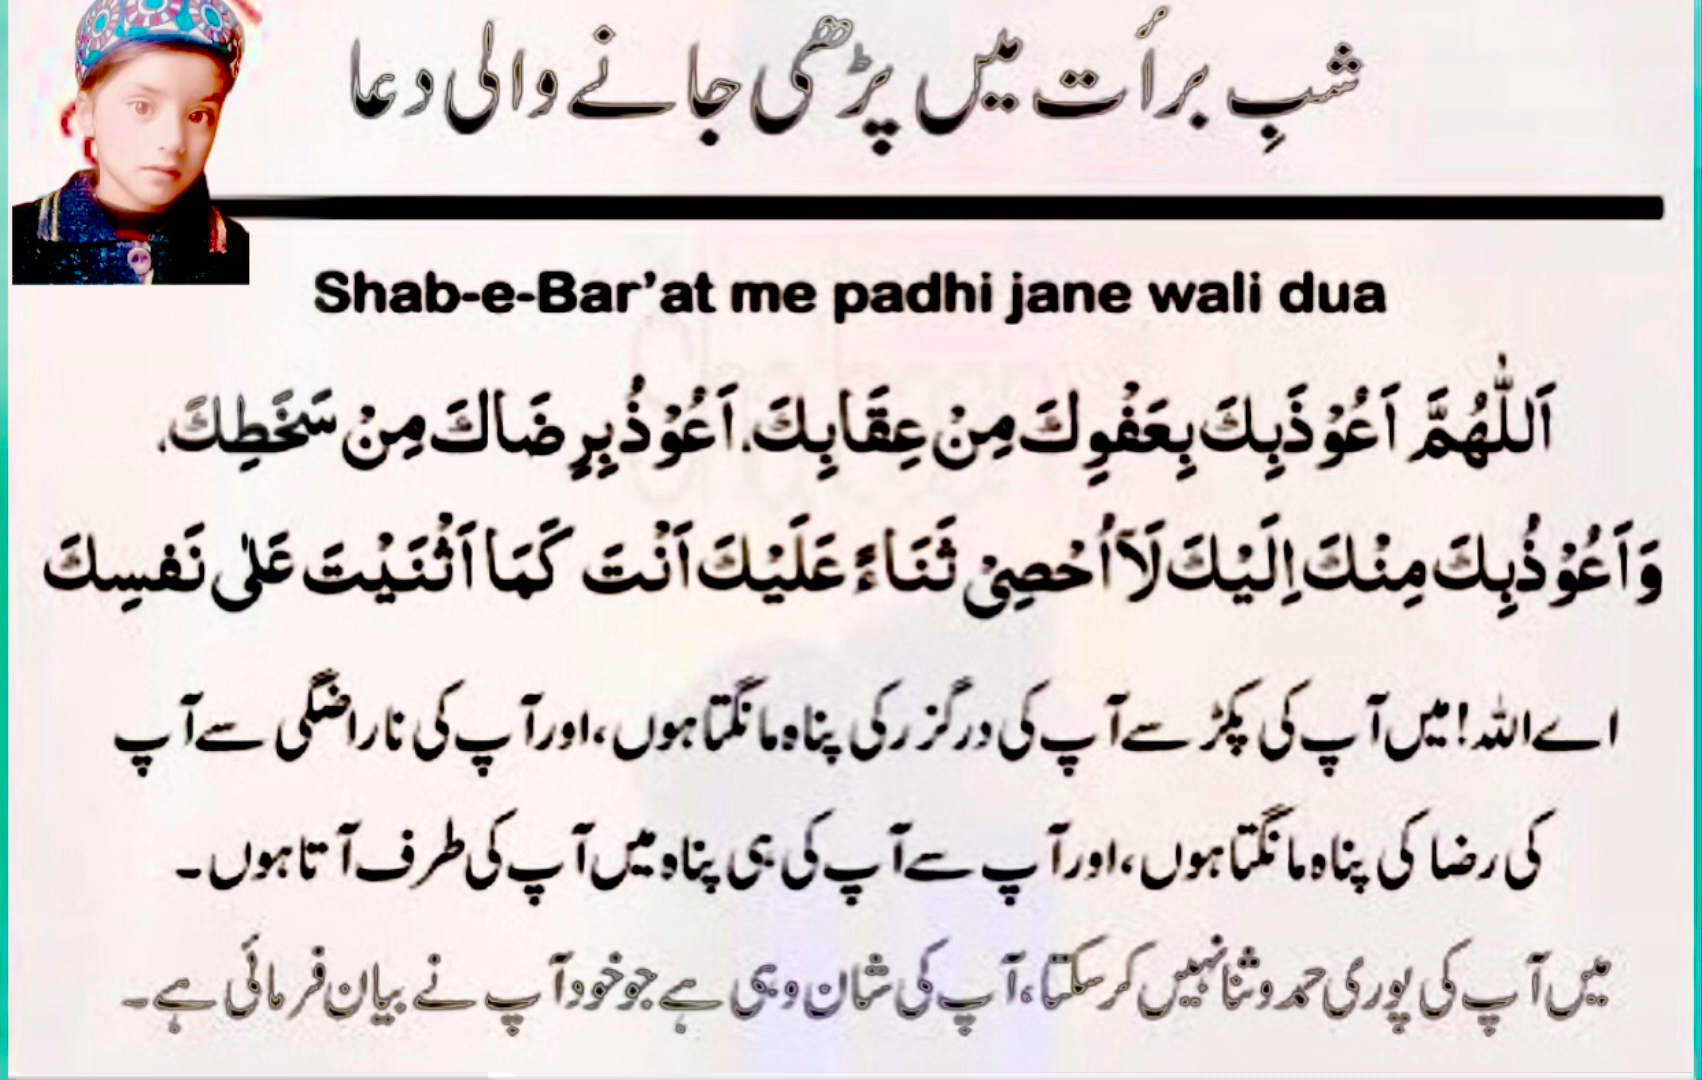 شبِ برأت میں پڑھی جانے والی دعا
Shab-e-Bar’at me padhi jane wali dua
اَللّٰهُمَّ اَعُوْذُبِكَ بِعَفْوِكَ مِنْ عِقَابِكَ، اَعُوْذُ بِرِضَاكَ مِنْ سَخَطِكَ،
وَاَعُوْذُبِكَ مِنْكَ اِلَيْكَ لَآ اُحْصِیْ ثَنَاءً عَلَيْكَ اَنْتَ كَمَا اَثْنَيْتَ عَلٰی نَفسِكَ
اے اللہ! میں آپ کی پکڑ سے آپ کی درگزر کی پناہ مانگتا ہوں، اور آپ کی ناراضگی سے آپ
کی رضا کی پناہ مانگتا ہوں، اور آپ سے آپ کی ہی پناہ میں آپ کی طرف آتا ہوں۔
میں آپ کی پوری حمد و ثنا نہیں کر سکتا، آپ کی شان وہی ہے جو خود آپ نے بیان فرمائی ہے۔